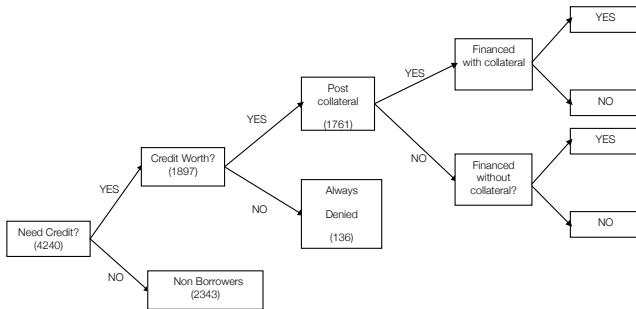 Need Credit?
(4240)
YES
NO
Credit Worth?
(1897)
Non Borrowers
(2343)
YES
NO
Post
collateral
(1761)
Always
Denied
(136)
YES
NO
Financed
with collateral
Financed
without
collateral?
YES
NO
YES
NO